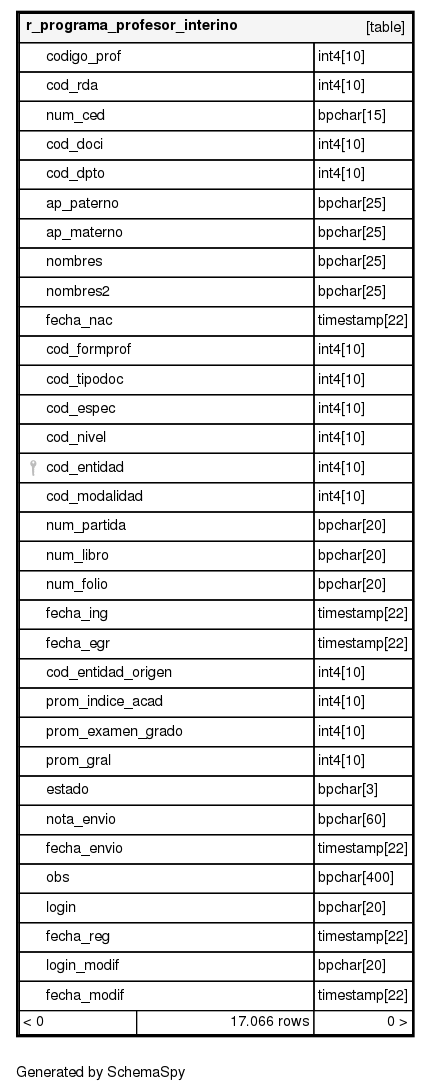 r_programa_profesor_interino [table]
codigo_prof int4[10]
cod_rda int4[10]
num_ced bpchar[15]
cod_doci int4[10]
cod_dpto int4[10]
ap_paterno bpchar[25]
ap_materno bpchar[25]
nombres bpchar[25]
nombres2 bpchar[25]
fecha_nac timestamp[22]
cod_formprof int4[10]
cod_tipodoc int4[10]
cod_espec int4[10]
cod_nivel int4[10]
cod_entidad int4[10]
cod_modalidad int4[10]
num_partida bpchar[20]
num_libro bpchar[20]
num_folio bpchar[20]
fecha_ing timestamp[22]
fecha_egr timestamp[22]
cod_entidad_origen int4[10]
prom_indice_acad int4[10]
prom_examen_grado int4[10]
prom_gral int4[10]
estado bpchar[3]
nota_envio bpchar[60]
fecha_envio timestamp[22]
obs bpchar[400]
login bpchar[20]
fecha_reg timestamp[22]
login_modif bpchar[20]
fecha_modif timestamp[22]
< 0 17.066 rows 0 >
Generated by SchemaSpy